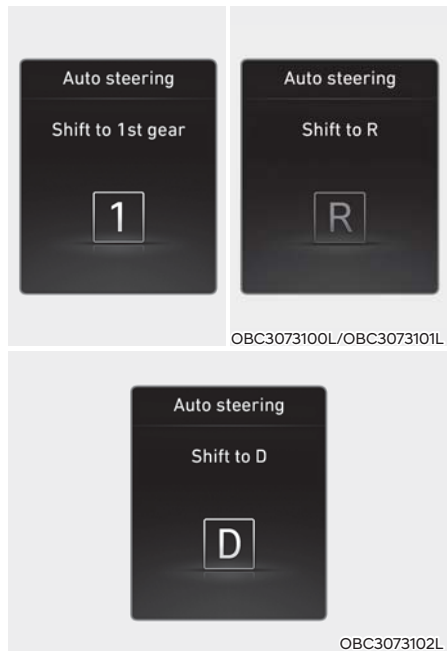 Auto steering
Shift to 1st gear
1
Auto steering
Shift to R
R
OBC3073100L/OBC3073101L
Auto steering
Shift to D
D
OBC3073102L